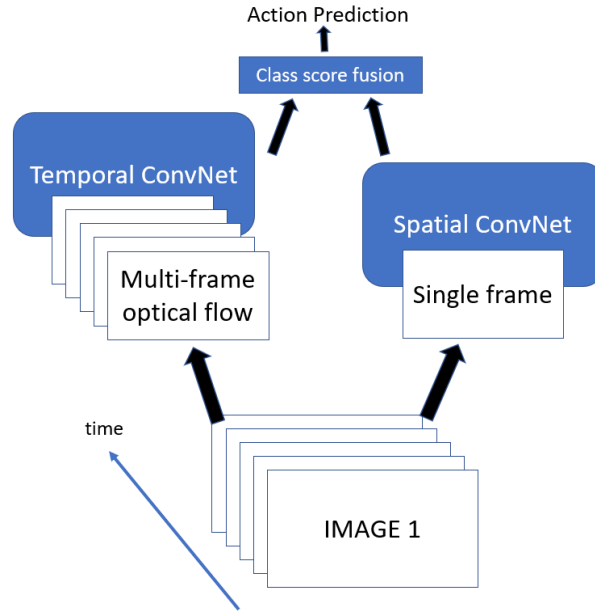 Action Prediction
Class score fusion
Temporal ConvNet
Multi-frame
optical flow
Spatial ConvNet
Single frame
time
IMAGE 1